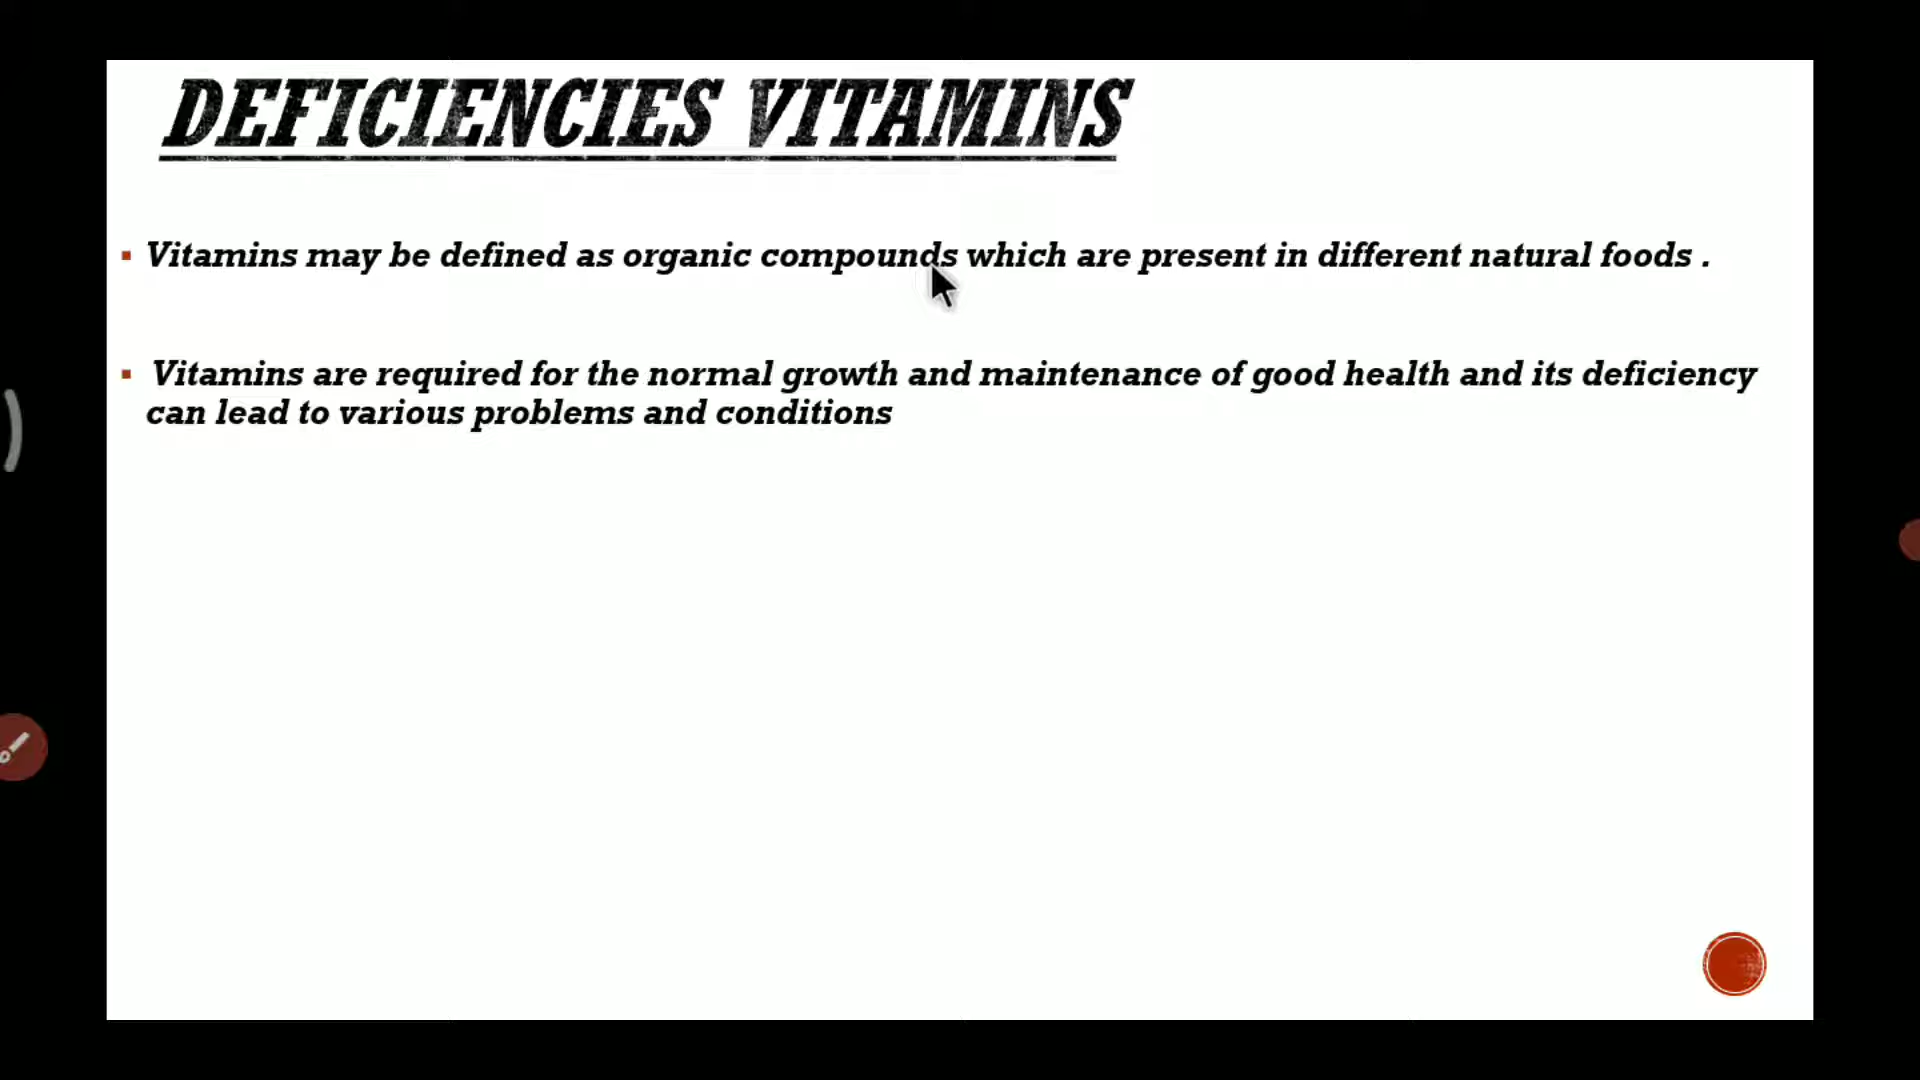 DEFICIENCIES VITAMINS
Vitamins may be defined as organic compounds which are present in different natural foods .
Vitamins are required for the normal growth and maintenance of good health and its deficiency
can lead to various problems and conditions